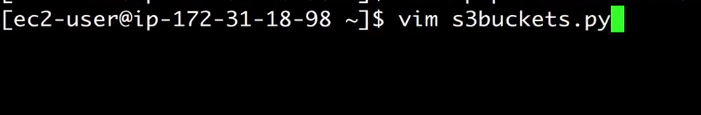 [ec2-user@ip-172-31-18-98 ~]$ vim s3buckets.py